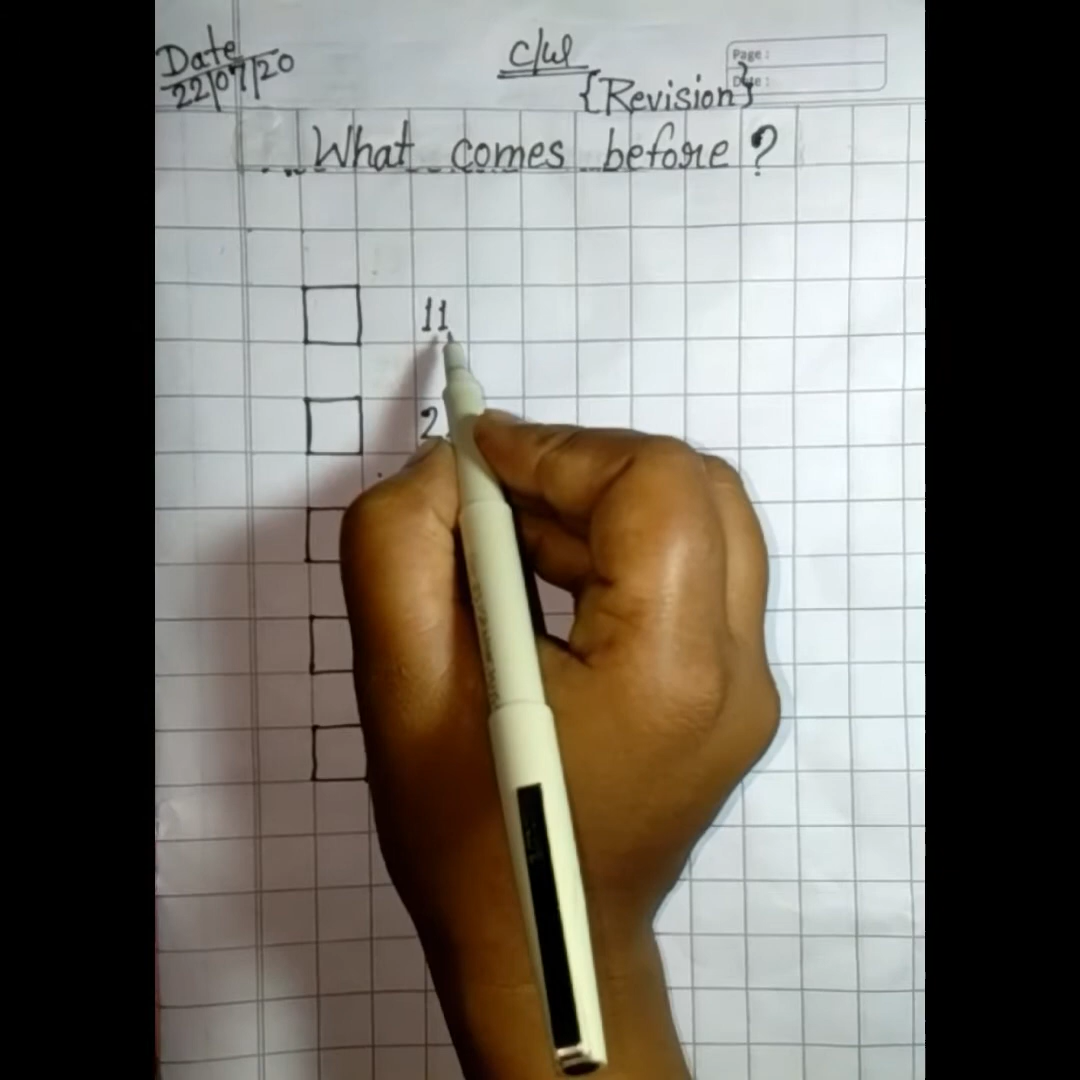 Date
22/07/20
c/w
Page :
Date :
{Revision}
What comes before ?
11
2